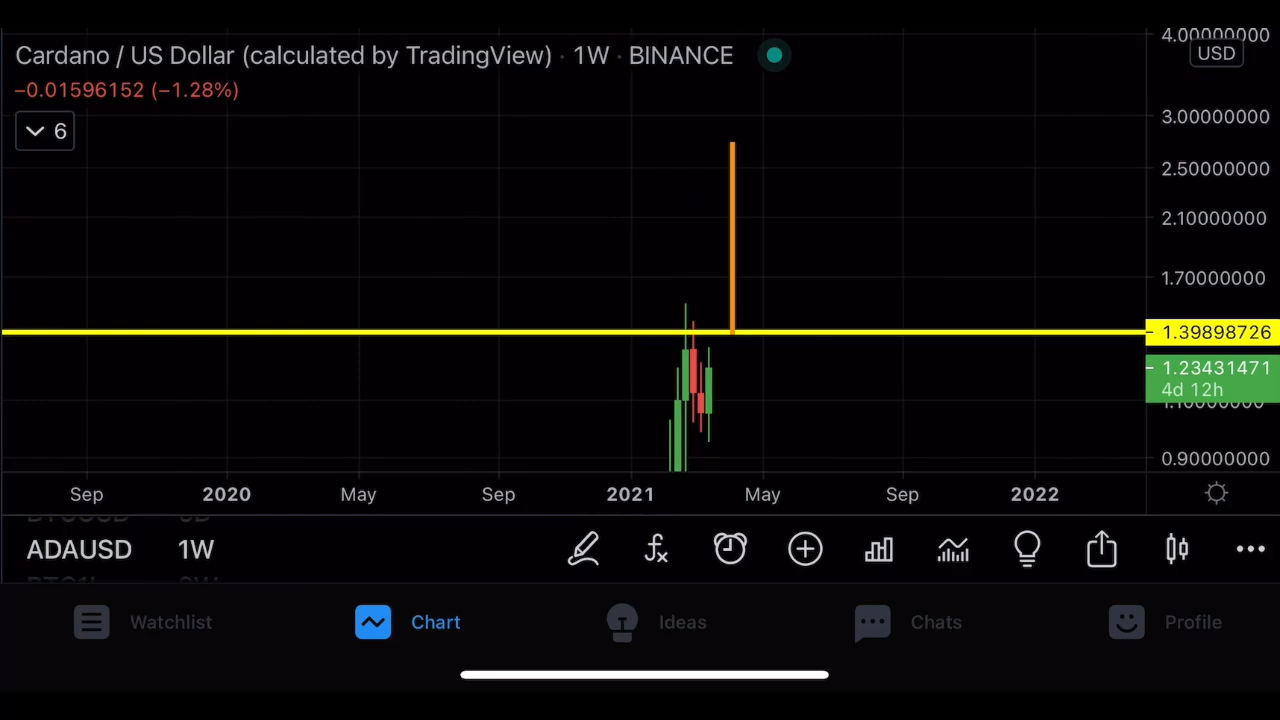 4.00000000
Cardano / US Dollar (calculated by TradingView) · 1W · BINANCE
USD
−0.01596152 (−1.28%)
6
3.00000000
2.50000000
2.10000000
1.70000000
1.39898726
1.23431471
4d 12h
1.10000000
0.90000000
Sep 2020 May Sep 2021 May Sep 2022
ADAUSD 1W
Watchlist Chart Ideas Chats Profile